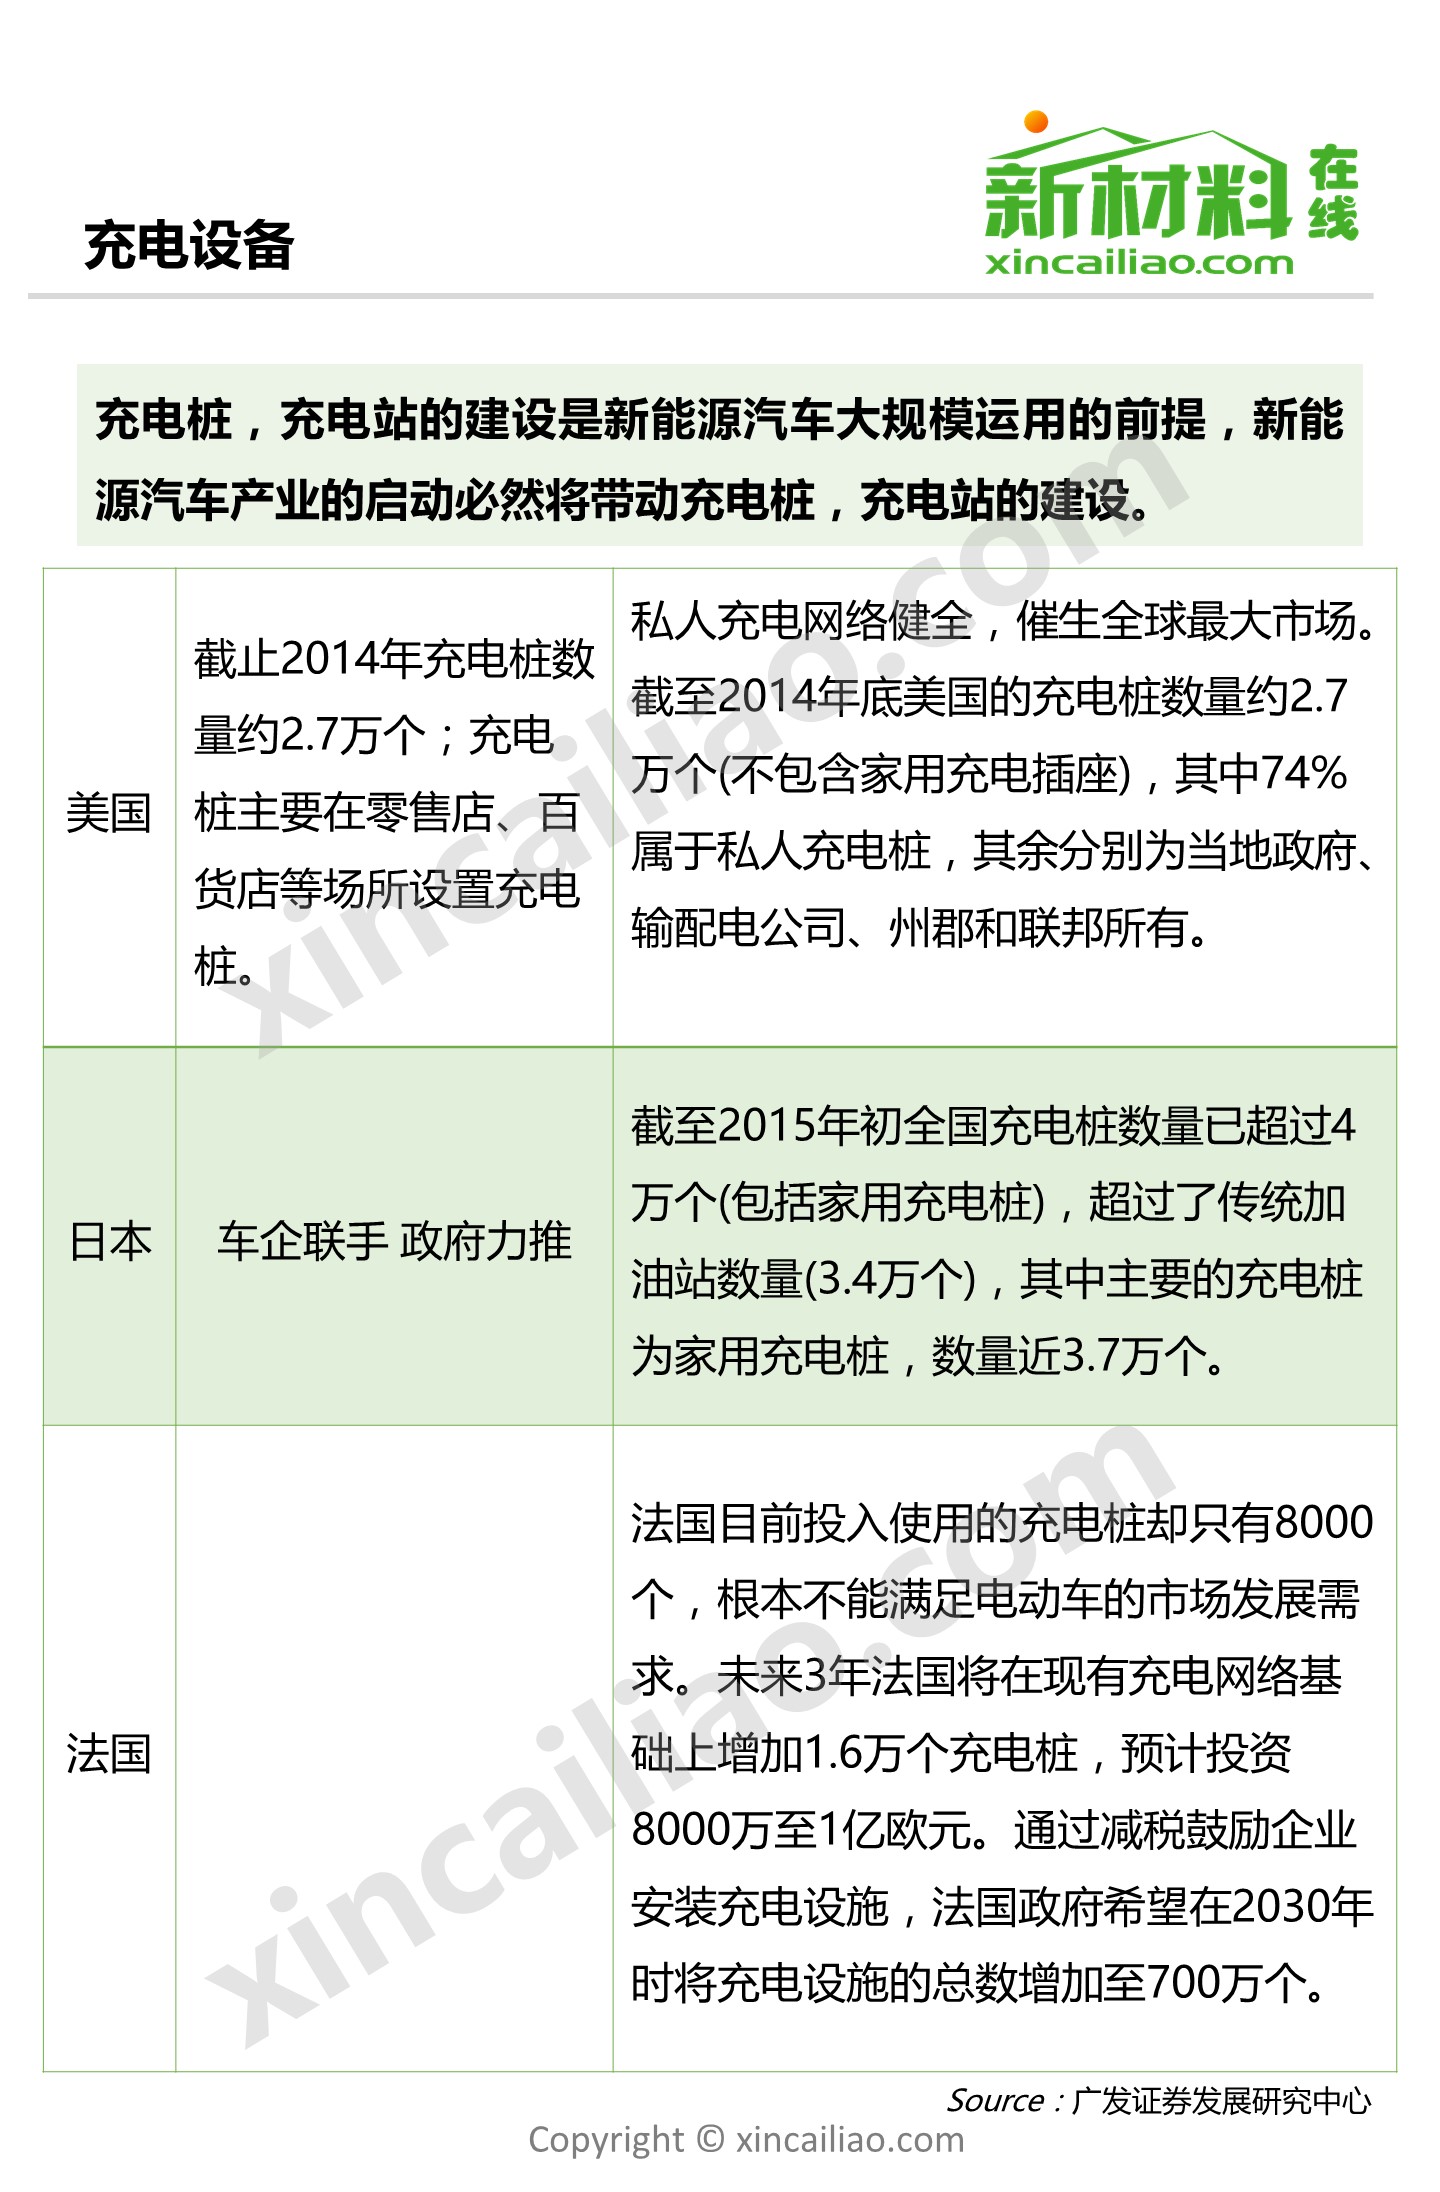 新材料在线
xincailiao.com
充电设备
充电桩，充电站的建设是新能源汽车大规模运用的前提，新能
源汽车产业的启动必然将带动充电桩，充电站的建设。
美国
截止2014年充电桩数
量约2.7万个；充电
桩主要在零售店、百
货店等场所设置充电
桩。
私人充电网络健全，催生全球最大市场。
截至2014年底美国的充电桩数量约2.7
万个(不包含家用充电插座)，其中74%
属于私人充电桩，其余分别为当地政府、
输配电公司、州郡和联邦所有。
日本
车企联手 政府力推
截至2015年初全国充电桩数量已超过4
万个(包括家用充电桩)，超过了传统加
油站数量(3.4万个)，其中主要的充电桩
为家用充电桩，数量近3.7万个。
法国
法国目前投入使用的充电桩却只有8000
个，根本不能满足电动车的市场发展需
求。未来3年法国将在现有充电网络基
础上增加1.6万个充电桩，预计投资
8000万至1亿欧元。通过减税鼓励企业
安装充电设施，法国政府希望在2030年
时将充电设施的总数增加至700万个。
xincailiao.com
xincailiao.com
Source：广发证券发展研究中心
Copyright © xincailiao.com